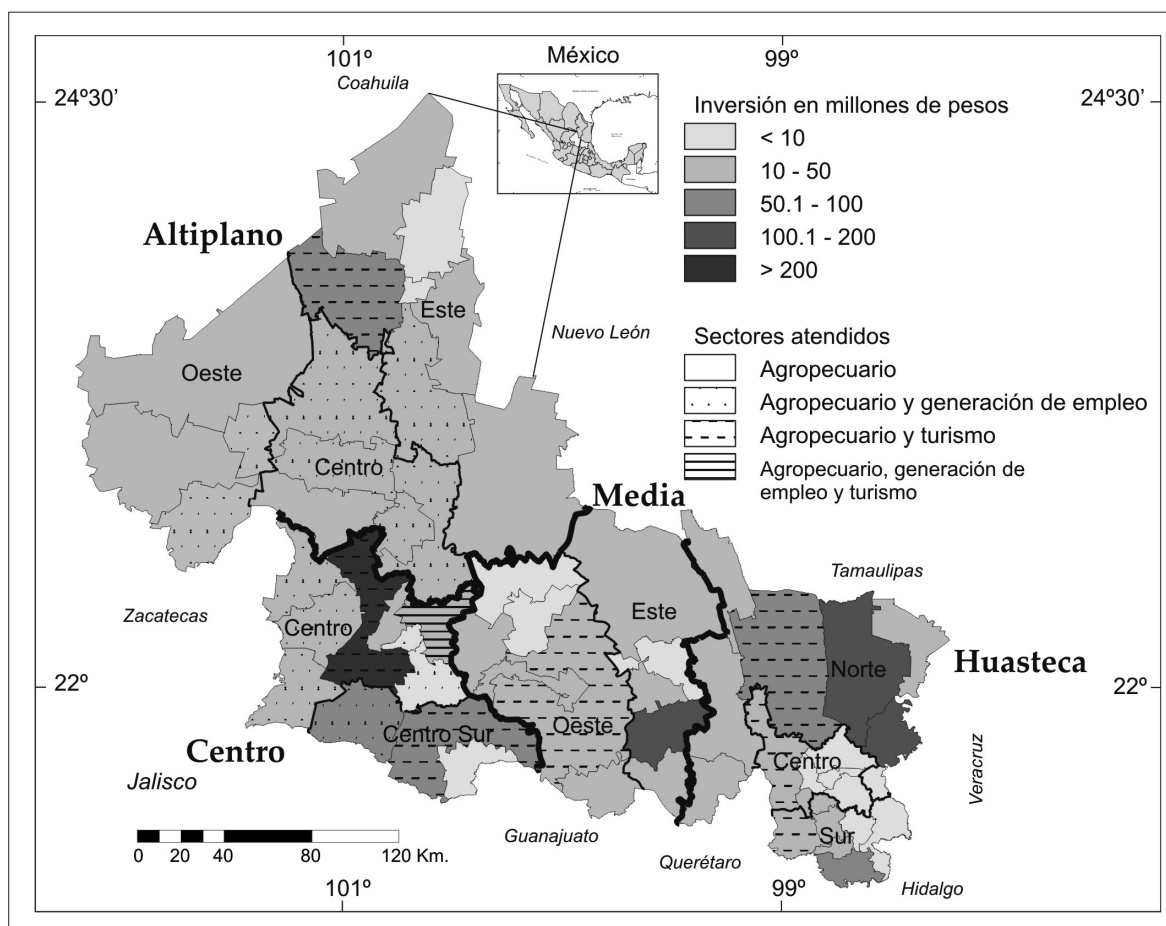 101º
99º
México
Coahuila
24º30’
24º30’
Inversión en millones de pesos
< 10
10 - 50
50.1 - 100
100.1 - 200
> 200
Altiplano
Este
Nuevo León
Sectores atendidos
Oeste
Agropecuario
Agropecuario y generación de empleo
Agropecuario y turismo
Centro
Agropecuario, generación de
empleo y turismo
Media
Tamaulipas
Zacatecas
Centro
Este
Norte
Huasteca
22º
22º
Centro
Centro Sur
Oeste
Centro
Jalisco
Veracruz
Guanajuato
Sur
Querétaro
Hidalgo
0 20 40 80 120 Km.
101º
99º